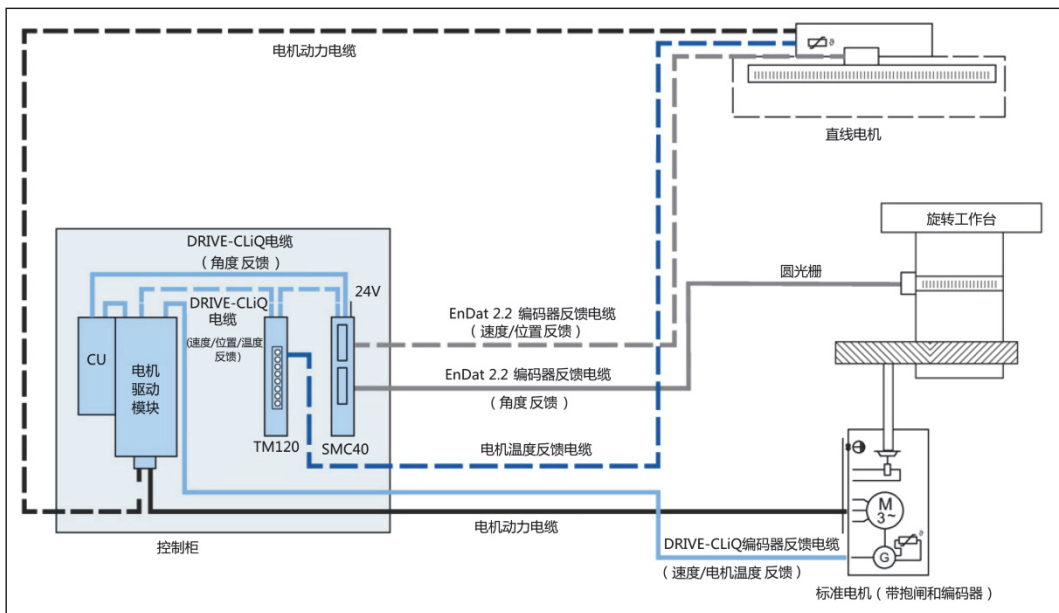 电机动力电缆
ϑ
直线电机
旋转工作台
DRIVE-CLiQ电缆
(角度反馈)
圆光栅
24V
DRIVE-CLiQ
电缆
(速度/位置/温度
反馈)
EnDat 2.2 编码器反馈电缆
(速度/位置反馈)
CU
电机
驱动
模块
EnDat 2.2 编码器反馈电缆
(角度反馈)
TM120
SMC40
电机温度反馈电缆
M
3~
电机动力电缆
控制柜
DRIVE-CLiQ编码器反馈电缆
(速度/电机温度反馈)
G
ϑ
标准电机(带抱闸和编码器)